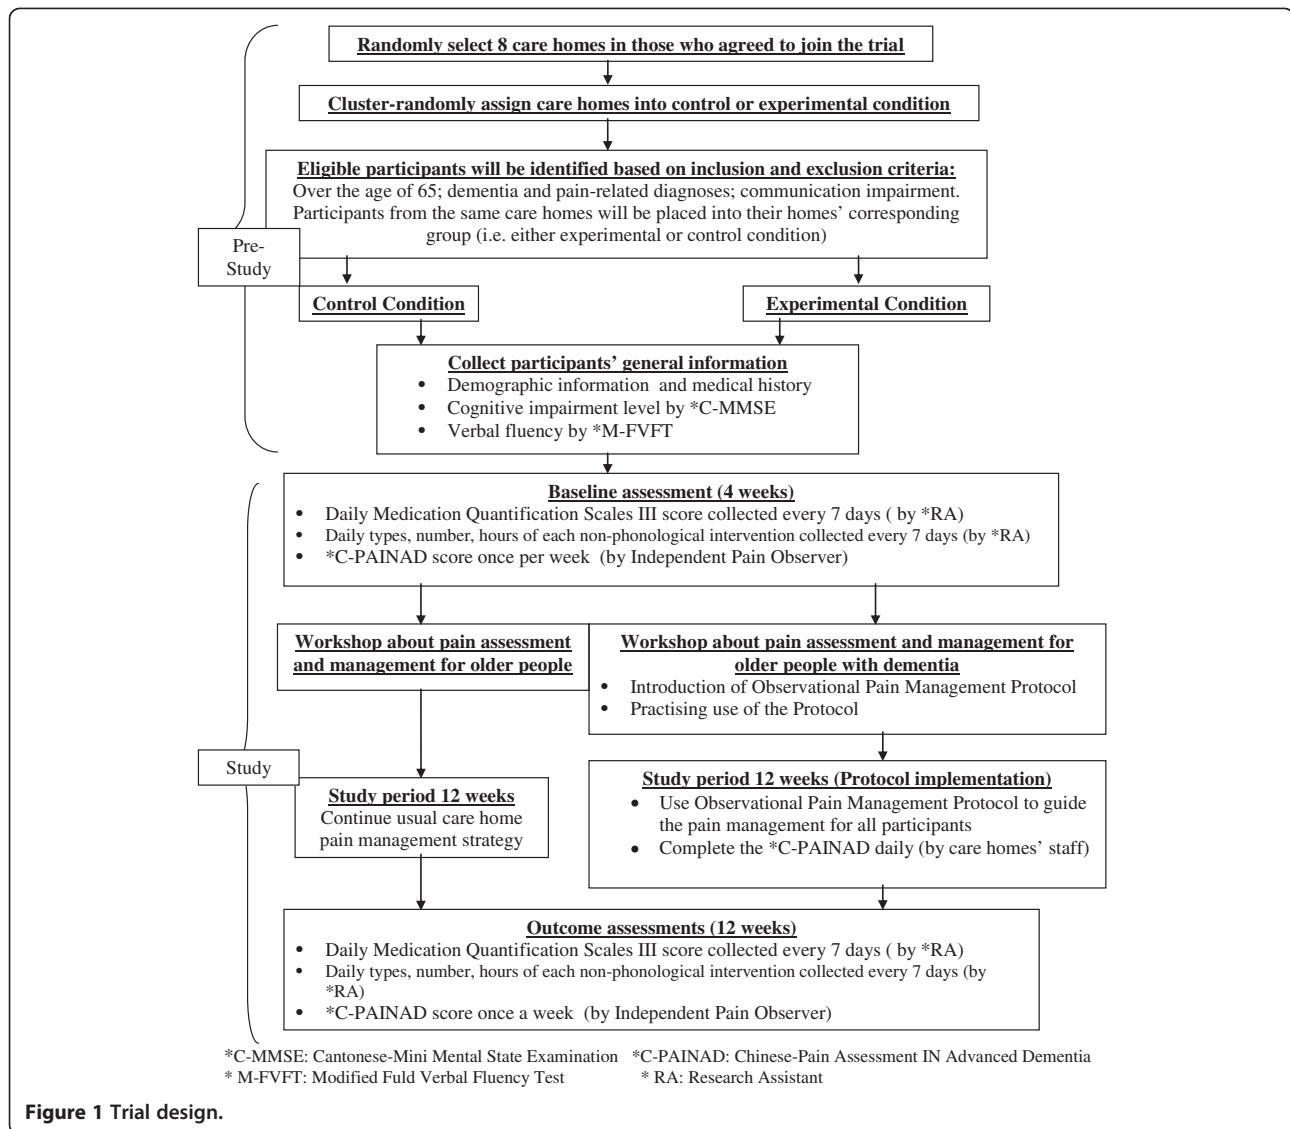 Randomly select 8 care homes in those who agreed to join the trial
Cluster-randomly assign care homes into control or experimental condition
Eligible participants will be identified based on inclusion and exclusion criteria:
Over the age of 65; dementia and pain-related diagnoses; communication impairment.
Participants from the same care homes will be placed into their homes' corresponding
group (i.e. either experimental or control condition)
Pre-
Study
Control Condition
Experimental Condition
Collect participants' general information
• Demographic information and medical history
• Cognitive impairment level by *C-MMSE
• Verbal fluency by *M-FVFT
Baseline assessment (4 weeks)
• Daily Medication Quantification Scales III score collected every 7 days ( by *RA)
• Daily types, number, hours of each non-phonological intervention collected every 7 days (by *RA)
• *C-PAINAD score once per week (by Independent Pain Observer)
Workshop about pain assessment
and management for older people
Workshop about pain assessment and management for
older people with dementia
• Introduction of Observational Pain Management Protocol
• Practising use of the Protocol
Study
Study period 12 weeks
Continue usual care home
pain management strategy
Study period 12 weeks (Protocol implementation)
• Use Observational Pain Management Protocol to guide
the pain management for all participants
• Complete the *C-PAINAD daily (by care homes' staff)
Outcome assessments (12 weeks)
• Daily Medication Quantification Scales III score collected every 7 days ( by *RA)
• Daily types, number, hours of each non-phonological intervention collected every 7 days (by
*RA)
• *C-PAINAD score once a week (by Independent Pain Observer)
*C-MMSE: Cantonese-Mini Mental State Examination *C-PAINAD: Chinese-Pain Assessment IN Advanced Dementia
* M-FVFT: Modified Fuld Verbal Fluency Test * RA: Research Assistant
Figure 1 Trial design.